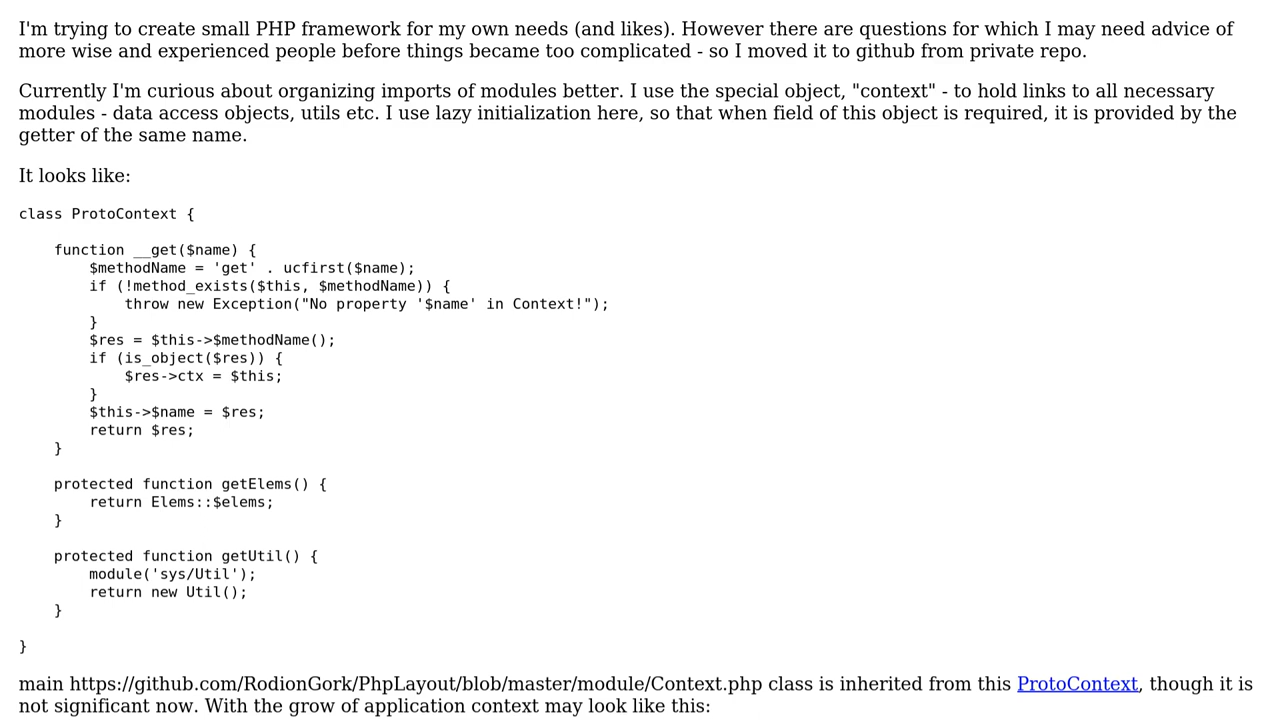 I'm trying to create small PHP framework for my own needs (and likes). However there are questions for which I may need advice of
more wise and experienced people before things became too complicated - so I moved it to github from private repo.
Currently I'm curious about organizing imports of modules better. I use the special object, "context" - to hold links to all necessary
modules - data access objects, utils etc. I use lazy initialization here, so that when field of this object is required, it is provided by the
getter of the same name.
It looks like:
class ProtoContext {
    function __get($name) {
        $methodName = 'get' . ucfirst($name);
        if (!method_exists($this, $methodName)) {
            throw new Exception("No property '$name' in Context!");
        }
        $res = $this->$methodName();
        if (is_object($res)) {
            $res->ctx = $this;
        }
        $this->$name = $res;
        return $res;
    }
    protected function getElems() {
        return Elems::$elems;
    }
    protected function getUtil() {
        module('sys/Util');
        return new Util();
    }
}
main https://github.com/RodionGork/PhpLayout/blob/master/module/Context.php class is inherited from this ProtoContext, though it is
not significant now. With the grow of application context may look like this: